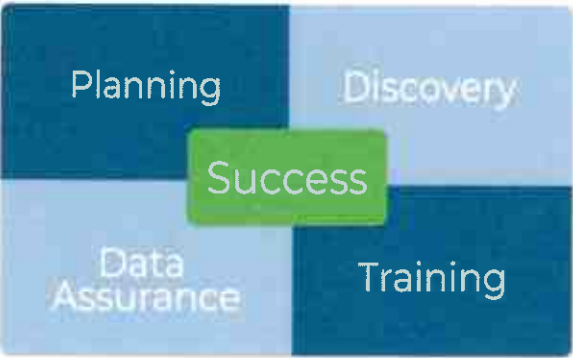 Planning
Discovery
Success
Data
Assurance
Training